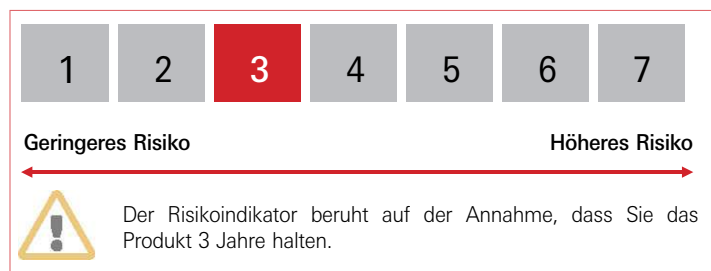 1 2 3 4 5 6 7
Geringeres Risiko Höheres Risiko
Der Risikoindikator beruht auf der Annahme, dass Sie das
Produkt 3 Jahre halten.